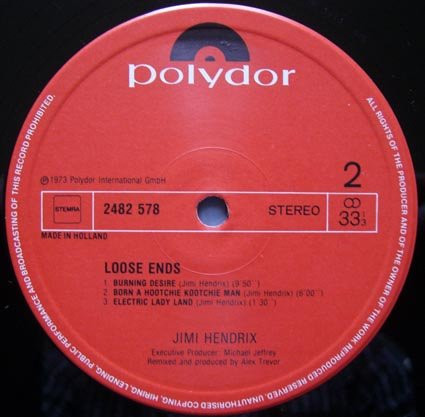 polydor
℗1973 Polydor International GmbH
2
STEMRA
2482 578
STEREO
33⅓
MADE IN HOLLAND
LOOSE ENDS
1 BURNING DESIRE (Jimi Hendrix) (9'50'')
2 BORN A HOOTCHIE KOOTCHIE MAN (Jimi Hendrix) (6'00'')
3 ELECTRIC LADY LAND (Jimi Hendrix) (1'30'')
JIMI HENDRIX
Executive Producer: Michael Jeffrey
Remixed and produced by Alex Trevor
ALL RIGHTS OF THE PRODUCER AND OF THE OWNER OF THE WORK REPRODUCED RESERVED. UNAUTHORISED COPYING, HIRING, LENDING, PUBLIC PERFORMANCE AND BROADCASTING OF THIS RECORD PROHIBITED.